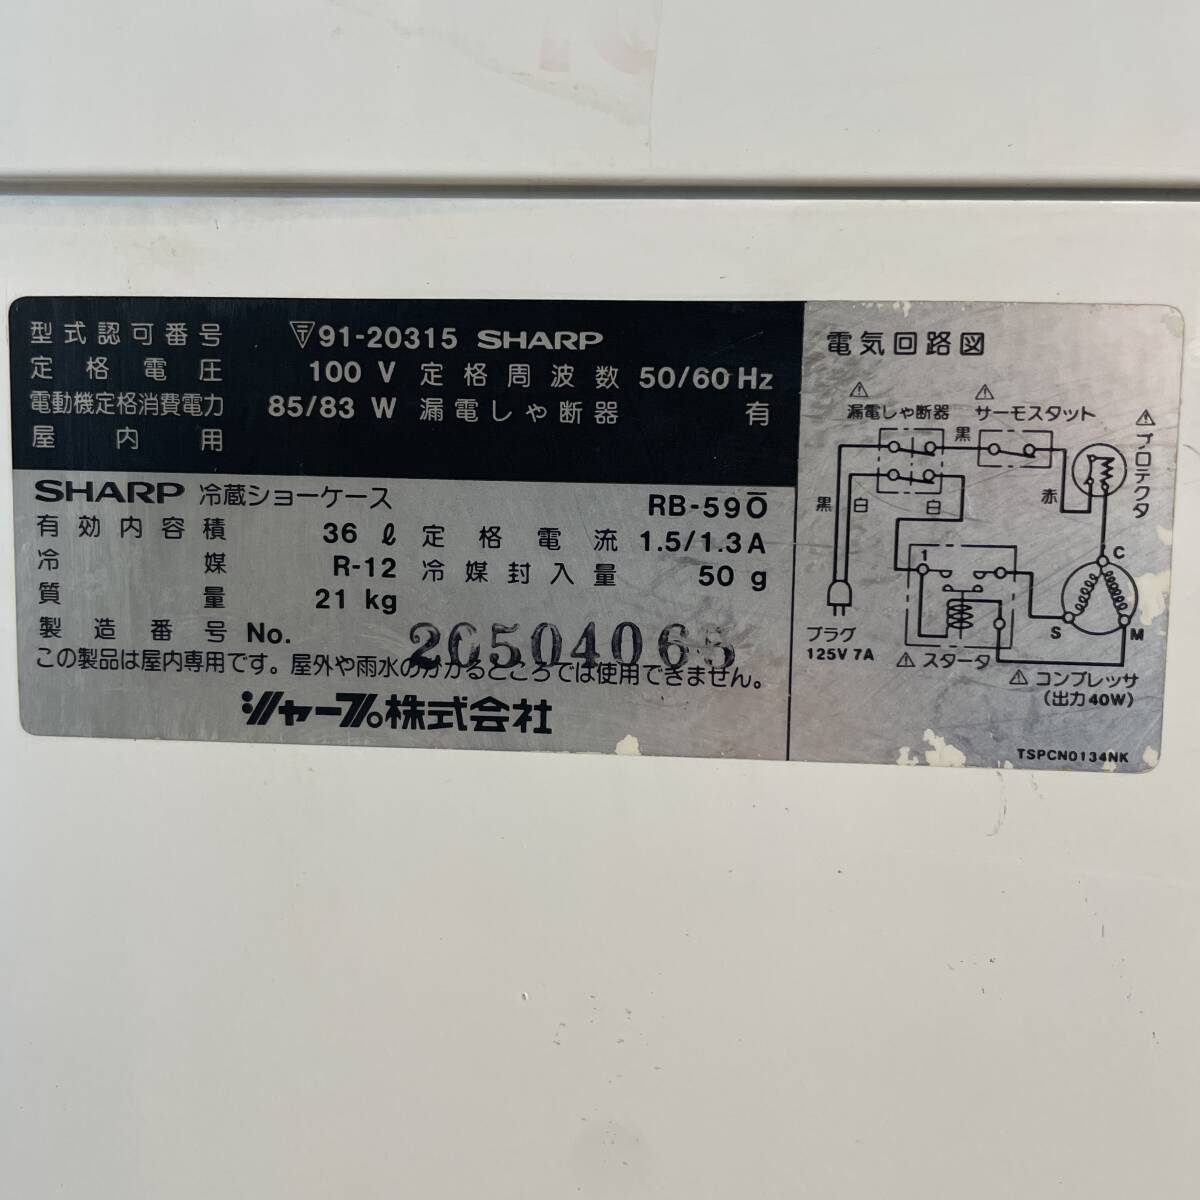 型式認可番号 〒91-20315 SHARP
定格電圧 100 V 定格周波数 50/60 Hz
電動機定格消費電力 85/83 W 漏電しゃ断器 有
屋内用
SHARP 冷蔵ショーケース RB-59Ō
有効内容積 36 ℓ 定格電流 1.5/1.3 A
冷媒 R-12 冷媒封入量 50 g
質量 21 kg
製造番号 No.
この製品は屋内専用です。屋外や雨水のかかるところでは使用できません。
シャープ株式会社
電気回路図
⚠ ⚠
漏電しゃ断器 黒 サーモスタット
⚠プロテクタ
赤
黒 白 白
1 C
S M
プラグ
125V 7A
⚠ スタータ
⚠ コンプレッサ
(出力 40W)
TSPCN0134NK